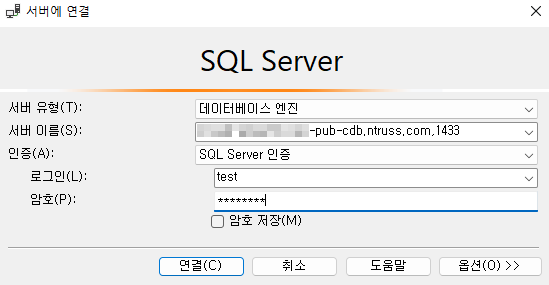 서버에 연결
SQL Server
서버 유형(T): 데이터베이스 엔진
서버 이름(S): -pub-cdb.ntruss.com,1433
인증(A): SQL Server 인증
로그인(L): test
암호(P): ********
암호 저장(M)
연결(C) 취소 도움말 옵션(O) >>